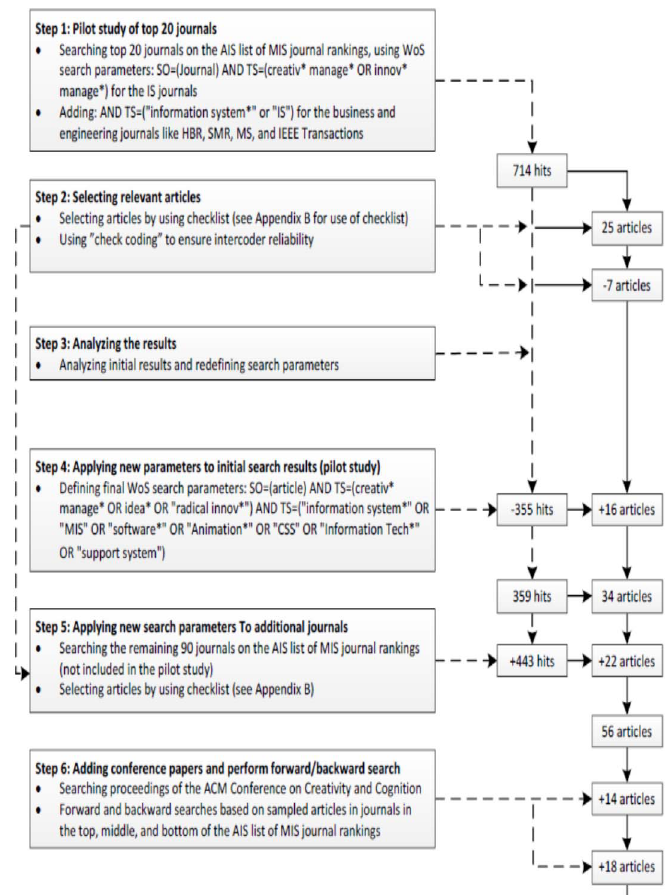 Step 1: Pilot study of top 20 journals
• Searching top 20 journals on the AIS list of MIS journal rankings, using WoS
search parameters: SO=(Journal) AND TS=(creativ* manage* OR innov*
manage*) for the IS journals
• Adding: AND TS=("information system*" or "IS") for the business and
engineering journals like HBR, SMR, MS, and IEEE Transactions
714 hits
Step 2: Selecting relevant articles
• Selecting articles by using checklist (see Appendix B for use of checklist)
• Using "check coding" to ensure intercoder reliability
25 articles
-7 articles
Step 3: Analyzing the results
• Analyzing initial results and redefining search parameters
Step 4: Applying new parameters to initial search results (pilot study)
• Defining final WoS search parameters: SO=(article) AND TS=(creativ*
manage* OR idea* OR "radical innov*") AND TS=("information system*" OR
"MIS" OR "software*" OR "Animation*" OR "CSS" OR "Information Tech*"
OR "support system")
-355 hits
+16 articles
359 hits
34 articles
Step 5: Applying new search parameters To additional journals
• Searching the remaining 90 journals on the AIS list of MIS journal rankings
(not included in the pilot study)
• Selecting articles by using checklist (see Appendix B)
+443 hits
+22 articles
56 articles
Step 6: Adding conference papers and perform forward/backward search
• Searching proceedings of the ACM Conference on Creativity and Cognition
• Forward and backward searches based on sampled articles in journals in
the top, middle, and bottom of the AIS list of MIS journal rankings
+14 articles
+18 articles